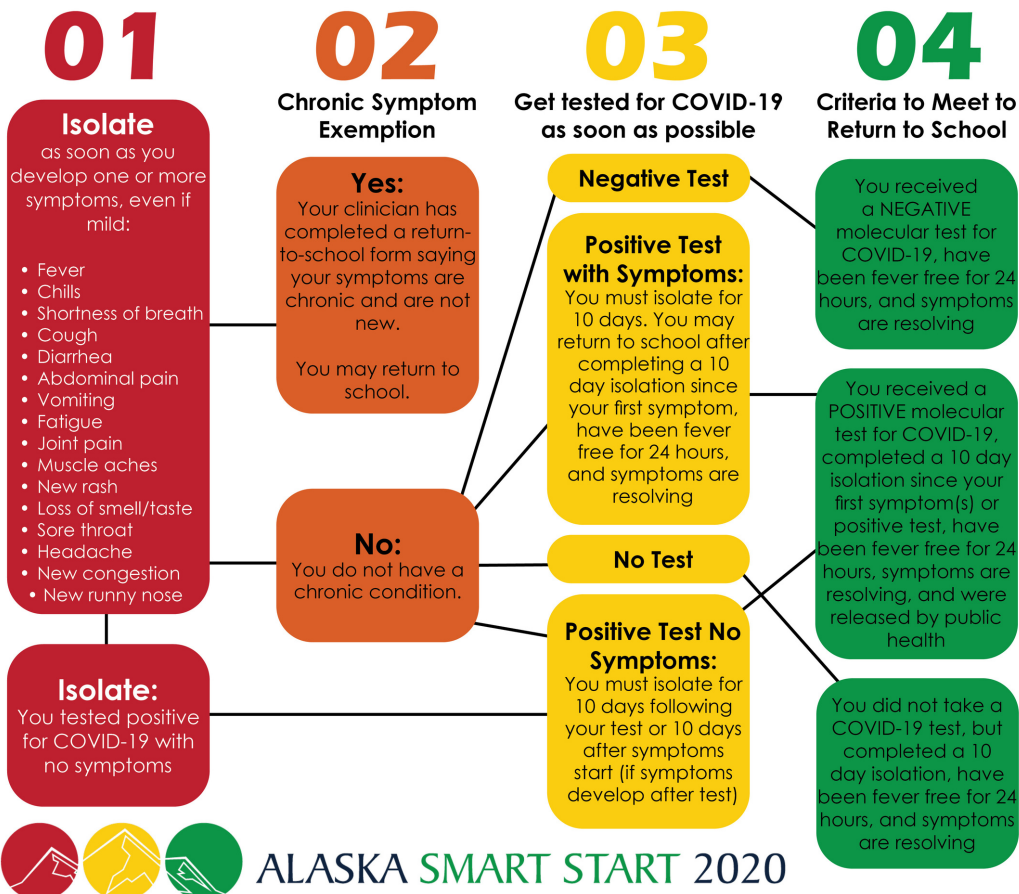 01
Isolate
as soon as you
develop one or more
symptoms, even if
mild:
• Fever
• Chills
• Shortness of breath
• Cough
• Diarrhea
• Abdominal pain
• Vomiting
• Fatigue
• Joint pain
• Muscle aches
• New rash
• Loss of smell/taste
• Sore throat
• Headache
• New congestion
• New runny nose
Isolate:
You tested positive
for COVID-19 with
no symptoms
02
Chronic Symptom
Exemption
Yes:
Your clinician has
completed a return-
to-school form saying
your symptoms are
chronic and are not
new.
You may return to
school.
No:
You do not have a
chronic condition.
03
Get tested for COVID-19
as soon as possible
Negative Test
Positive Test
with Symptoms:
You must isolate for
10 days. You may
return to school after
completing a 10
day isolation since
your first symptom,
have been fever
free for 24 hours,
and symptoms are
resolving
No Test
Positive Test No
Symptoms:
You must isolate for
10 days following
your test or 10 days
after symptoms
start (if symptoms
develop after test)
04
Criteria to Meet to
Return to School
You received
a NEGATIVE
molecular test for
COVID-19, have
been fever free for 24
hours, and symptoms
are resolving
You received a
POSITIVE molecular
test for COVID-19,
completed a 10 day
isolation since your
first symptom(s) or
positive test, have
been fever free for 24
hours, symptoms are
resolving, and were
released by public
health
You did not take a
COVID-19 test, but
completed a 10
day isolation, have
been fever free for 24
hours, and symptoms
are resolving
ALASKA SMART START 2020